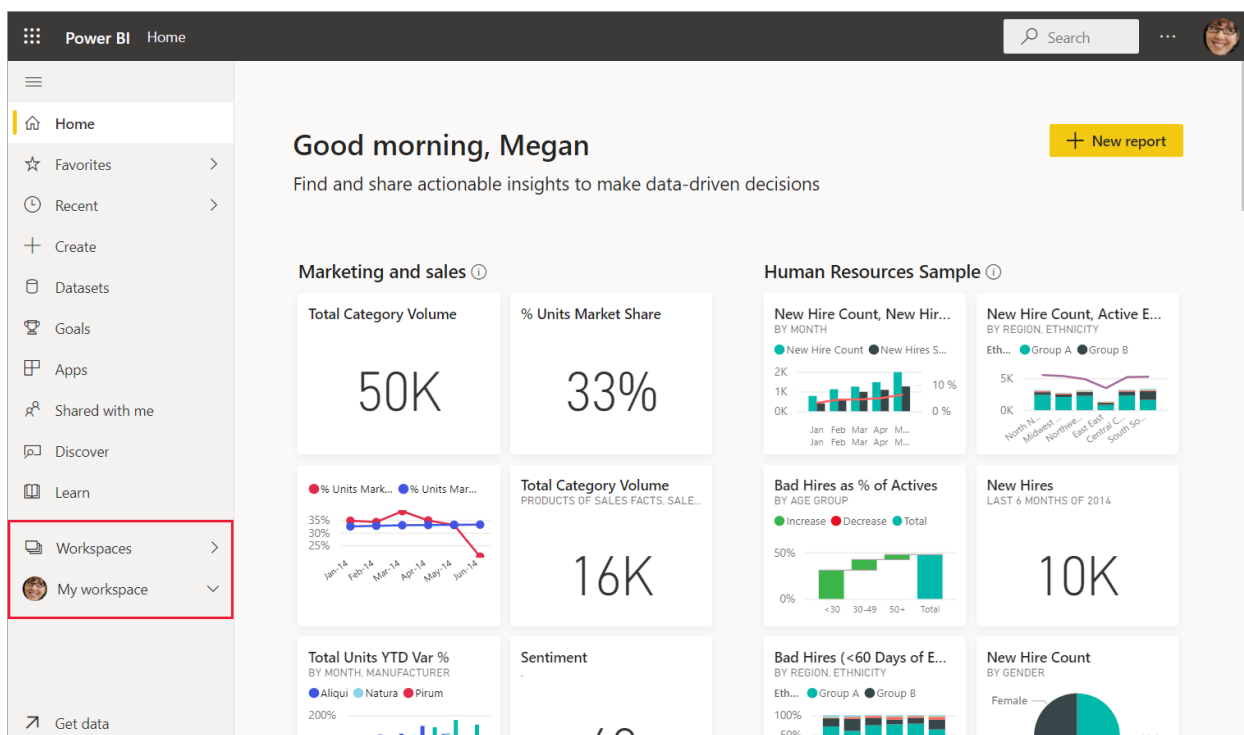 Power BI Home
Search
Home
Favorites
Recent
Create
Datasets
Goals
Apps
Shared with me
Discover
Learn
Workspaces
My workspace
Get data
Good morning, Megan
New report
Find and share actionable insights to make data-driven decisions
Marketing and sales
Total Category Volume
50K
% Units Market Share
33%
% Units Mark... % Units Mar...
35%
30%
25%
Jan-14 Feb-14 Mar-14 Apr-14 May-14 Jun-14
Total Category Volume
PRODUCTS OF SALES FACTS, SALE...
16K
Total Units YTD Var %
BY MONTH, MANUFACTURER
Aliqui Natura Pirum
200%
Sentiment
Human Resources Sample
New Hire Count, New Hir...
BY MONTH
New Hire Count New Hires S...
2K
1K
0K
10 %
0 %
Jan Feb Mar Apr M...
Jan Feb Mar Apr M...
New Hire Count, Active E...
BY REGION, ETHNICITY
Eth... Group A Group B
5K
0K
North N... Midwest ... Northwe... East East Central C... South So...
Bad Hires as % of Actives
BY AGE GROUP
Increase Decrease Total
50%
0%
<30 30-49 50+ Total
New Hires
LAST 6 MONTHS OF 2014
10K
Bad Hires (<60 Days of E...
BY REGION, ETHNICITY
Eth... Group A Group B
100%
50%
New Hire Count
BY GENDER
Female